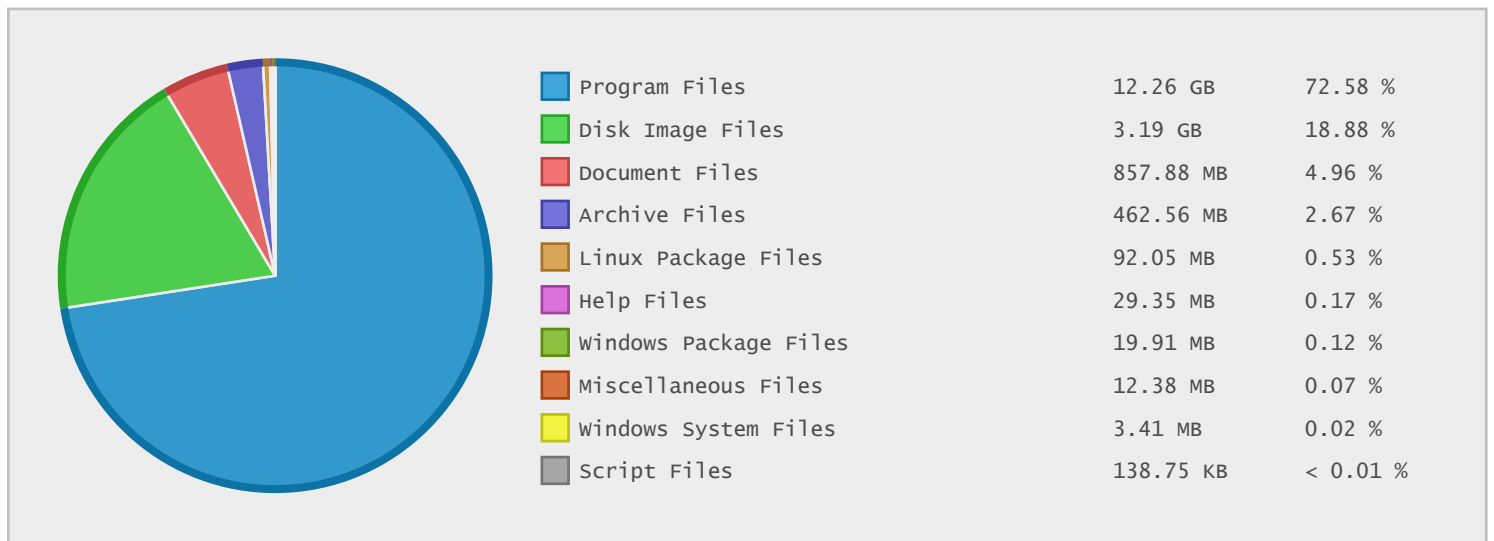 Program Files 12.26 GB 72.58 %
Disk Image Files 3.19 GB 18.88 %
Document Files 857.88 MB 4.96 %
Archive Files 462.56 MB 2.67 %
Linux Package Files 92.05 MB 0.53 %
Help Files 29.35 MB 0.17 %
Windows Package Files 19.91 MB 0.12 %
Miscellaneous Files 12.38 MB 0.07 %
Windows System Files 3.41 MB 0.02 %
Script Files 138.75 KB < 0.01 %